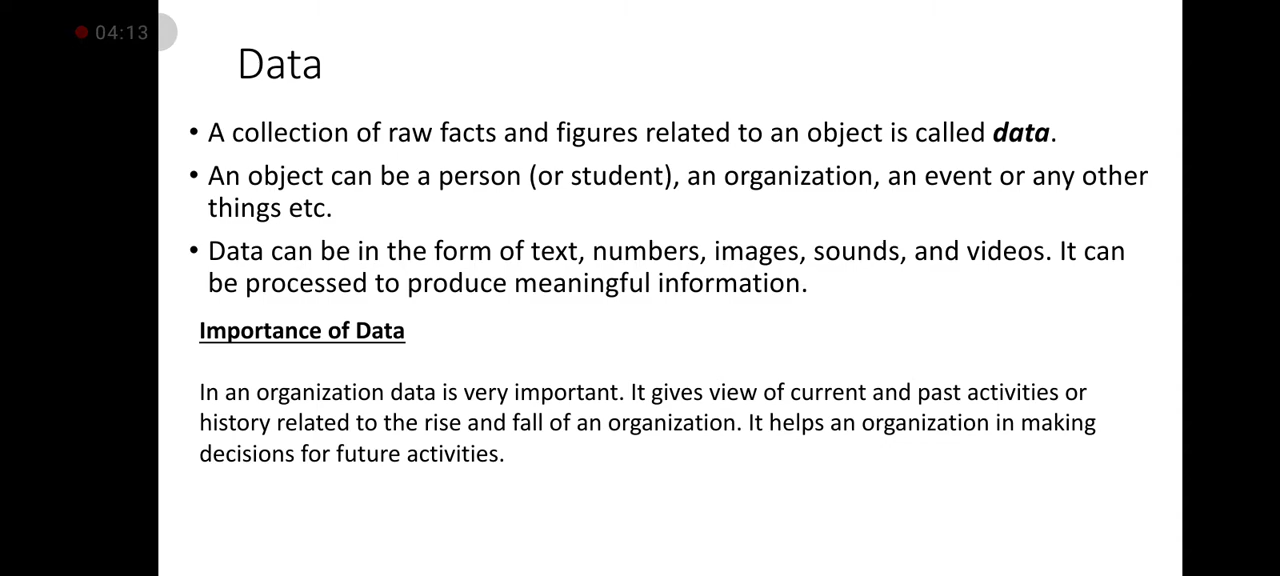 04:13
Data
• A collection of raw facts and figures related to an object is called data.
• An object can be a person (or student), an organization, an event or any other
things etc.
• Data can be in the form of text, numbers, images, sounds, and videos. It can
be processed to produce meaningful information.
Importance of Data
In an organization data is very important. It gives view of current and past activities or
history related to the rise and fall of an organization. It helps an organization in making
decisions for future activities.